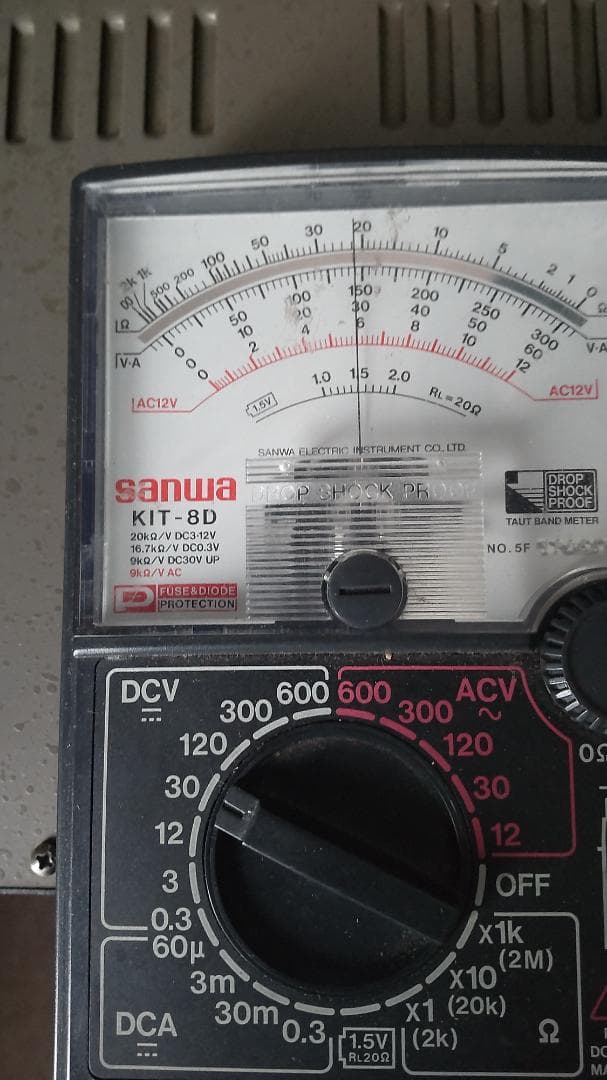 ∞ 2k 1k 500 200 100 50 30 20 10 5 2 1 0
Ω Ω
0 50 100 150 200 250 300
V·A V·A
0 10 20 30 40 50 60
0 2 4 6 8 10 12
AC12V AC12V
1.5V 1.0 1.5 2.0 RL=20Ω
SANWA ELECTRIC INSTRUMENT CO., LTD.
sanwa
DROP SHOCK PROOF
KIT-8D
20kΩ/V DC3·12V
16.7kΩ/V DC0.3V
9kΩ/V DC30V UP
9kΩ/V AC
FUSE&DIODE
PROTECTION
DROP
SHOCK
PROOF
TAUT BAND METER
NO. 5F
DCV 600 600 ACV
300 300
120 120
30 30
12 12
3 OFF
0.3
60μ x1k
(2M)
3m x10
(20k)
30m x1
(2k)
DCA 0.3 1.5V Ω
RL20Ω
0Ω
DC
MA